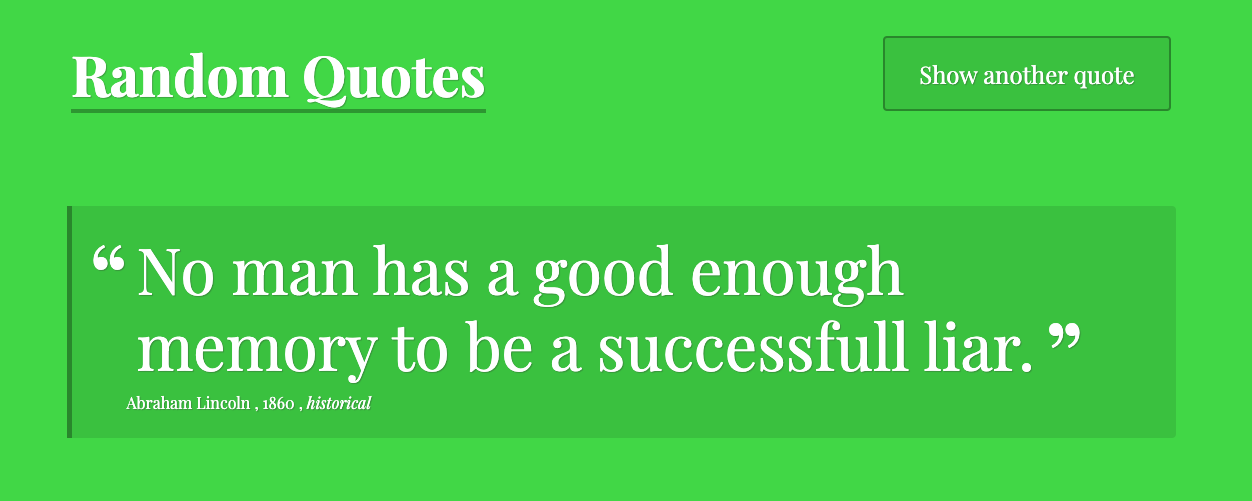 Random Quotes
Show another quote
“ No man has a good enough
memory to be a successfull liar. ”
Abraham Lincoln , 1860 , historical